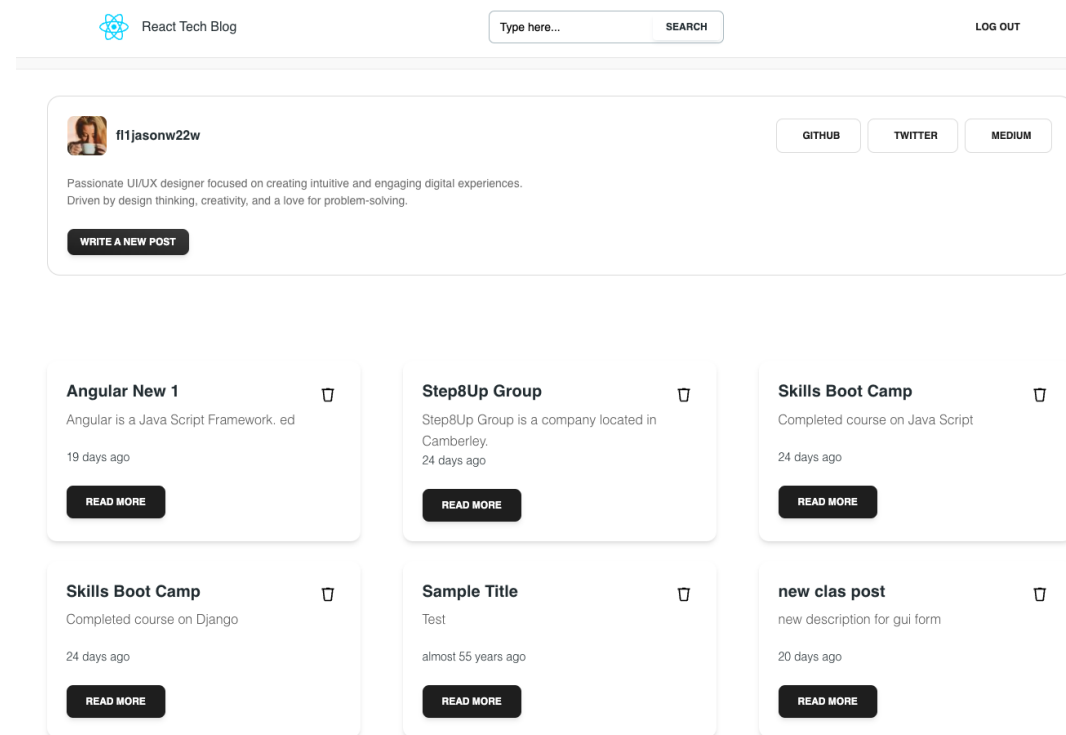 React Tech Blog
Type here...
SEARCH
LOG OUT
fl1jasonw22w
GITHUB
TWITTER
MEDIUM
Passionate UI/UX designer focused on creating intuitive and engaging digital experiences.
Driven by design thinking, creativity, and a love for problem-solving.
WRITE A NEW POST
Angular New 1
Angular is a Java Script Framework. ed
19 days ago
READ MORE
Step8Up Group
Step8Up Group is a company located in
Camberley.
24 days ago
READ MORE
Skills Boot Camp
Completed course on Java Script
24 days ago
READ MORE
Skills Boot Camp
Completed course on Django
24 days ago
READ MORE
Sample Title
Test
almost 55 years ago
READ MORE
new clas post
new description for gui form
20 days ago
READ MORE